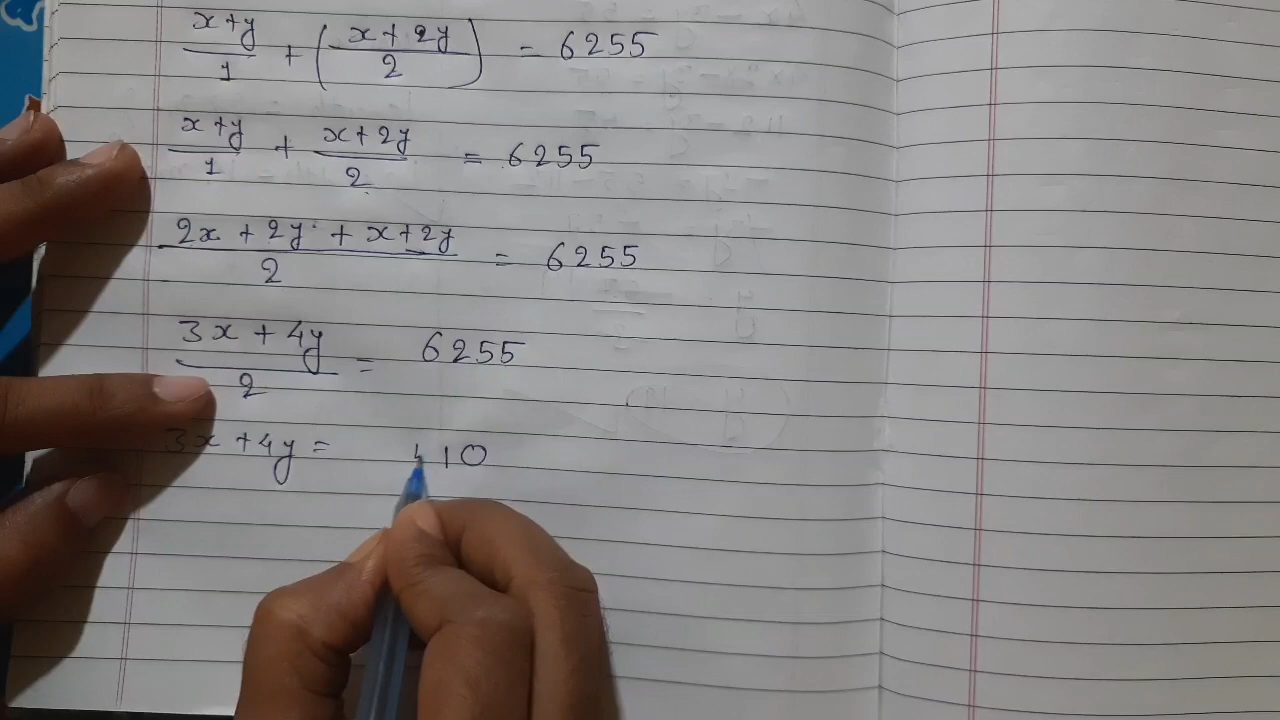 x+y/1 + (x+2y/2) = 6255
x+y/1 + x+2y/2 = 6255
2x + 2y + x+2y/2 = 6255
3x + 4y/2 = 6255
3x + 4y = 10